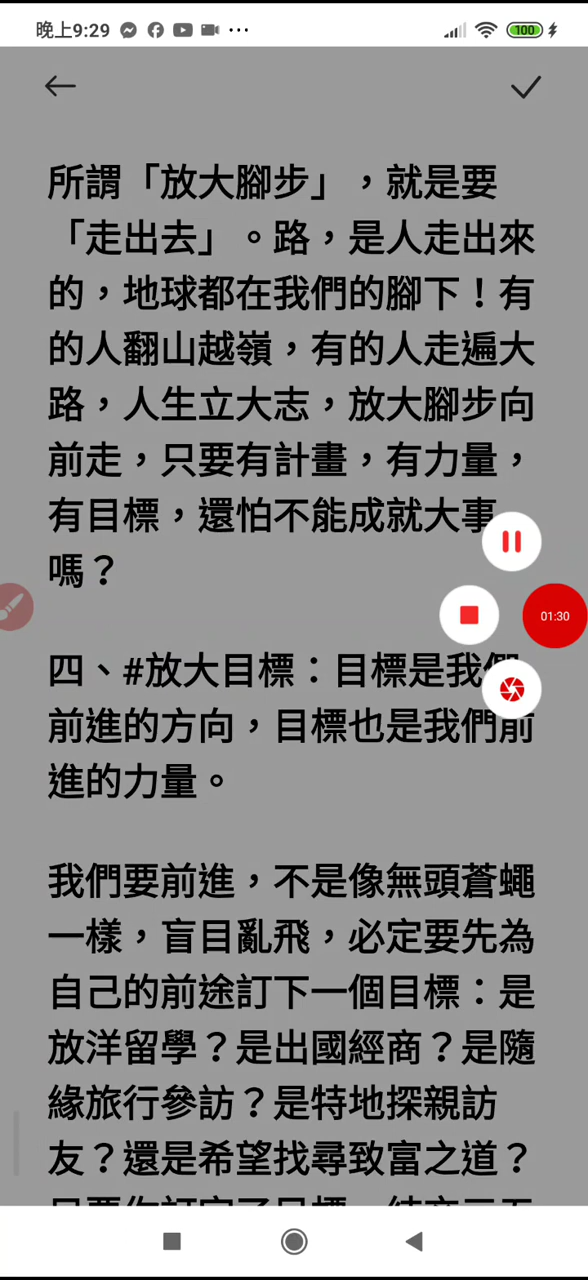 晚上9:29 ··· 100
所謂「放大腳步」，就是要
「走出去」。路，是人走出來
的，地球都在我們的腳下！有
的人翻山越嶺，有的人走遍大
路，人生立大志，放大腳步向
前走，只要有計畫，有力量，
有目標，還怕不能成就大事
嗎？
01:30
四、#放大目標：目標是我們
前進的方向，目標也是我們前
進的力量。
我們要前進，不是像無頭蒼蠅
一樣，盲目亂飛，必定要先為
自己的前途訂下一個目標：是
放洋留學？是出國經商？是隨
緣旅行參訪？是特地探親訪
友？還是希望找尋致富之道？